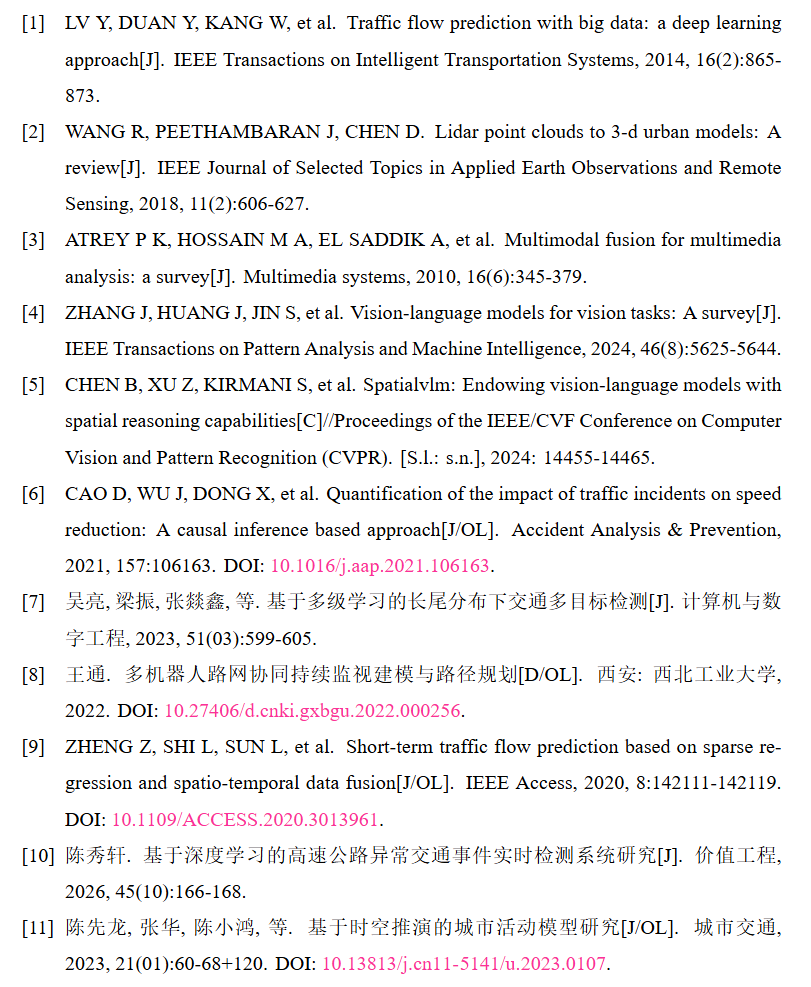 [1] LV Y, DUAN Y, KANG W, et al. Traffic flow prediction with big data: a deep learning
approach[J]. IEEE Transactions on Intelligent Transportation Systems, 2014, 16(2):865-
873.
[2] WANG R, PEETHAMBARAN J, CHEN D. Lidar point clouds to 3-d urban models: A
review[J]. IEEE Journal of Selected Topics in Applied Earth Observations and Remote
Sensing, 2018, 11(2):606-627.
[3] ATREY P K, HOSSAIN M A, EL SADDIK A, et al. Multimodal fusion for multimedia
analysis: a survey[J]. Multimedia systems, 2010, 16(6):345-379.
[4] ZHANG J, HUANG J, JIN S, et al. Vision-language models for vision tasks: A survey[J].
IEEE Transactions on Pattern Analysis and Machine Intelligence, 2024, 46(8):5625-5644.
[5] CHEN B, XU Z, KIRMANI S, et al. Spatialvlm: Endowing vision-language models with
spatial reasoning capabilities[C]//Proceedings of the IEEE/CVF Conference on Computer
Vision and Pattern Recognition (CVPR). [S.l.: s.n.], 2024: 14455-14465.
[6] CAO D, WU J, DONG X, et al. Quantification of the impact of traffic incidents on speed
reduction: A causal inference based approach[J/OL]. Accident Analysis & Prevention,
2021, 157:106163. DOI: 10.1016/j.aap.2021.106163.
[7] 吴亮, 梁振, 张燚鑫, 等. 基于多级学习的长尾分布下交通多目标检测[J]. 计算机与数
字工程, 2023, 51(03):599-605.
[8] 王通. 多机器人路网协同持续监视建模与路径规划[D/OL]. 西安: 西北工业大学,
2022. DOI: 10.27406/d.cnki.gxbgu.2022.000256.
[9] ZHENG Z, SHI L, SUN L, et al. Short-term traffic flow prediction based on sparse re-
gression and spatio-temporal data fusion[J/OL]. IEEE Access, 2020, 8:142111-142119.
DOI: 10.1109/ACCESS.2020.3013961.
[10] 陈秀轩. 基于深度学习的高速公路异常交通事件实时检测系统研究[J]. 价值工程,
2026, 45(10):166-168.
[11] 陈先龙, 张华, 陈小鸿, 等. 基于时空推演的城市活动模型研究[J/OL]. 城市交通,
2023, 21(01):60-68+120. DOI: 10.13813/j.cn11-5141/u.2023.0107.